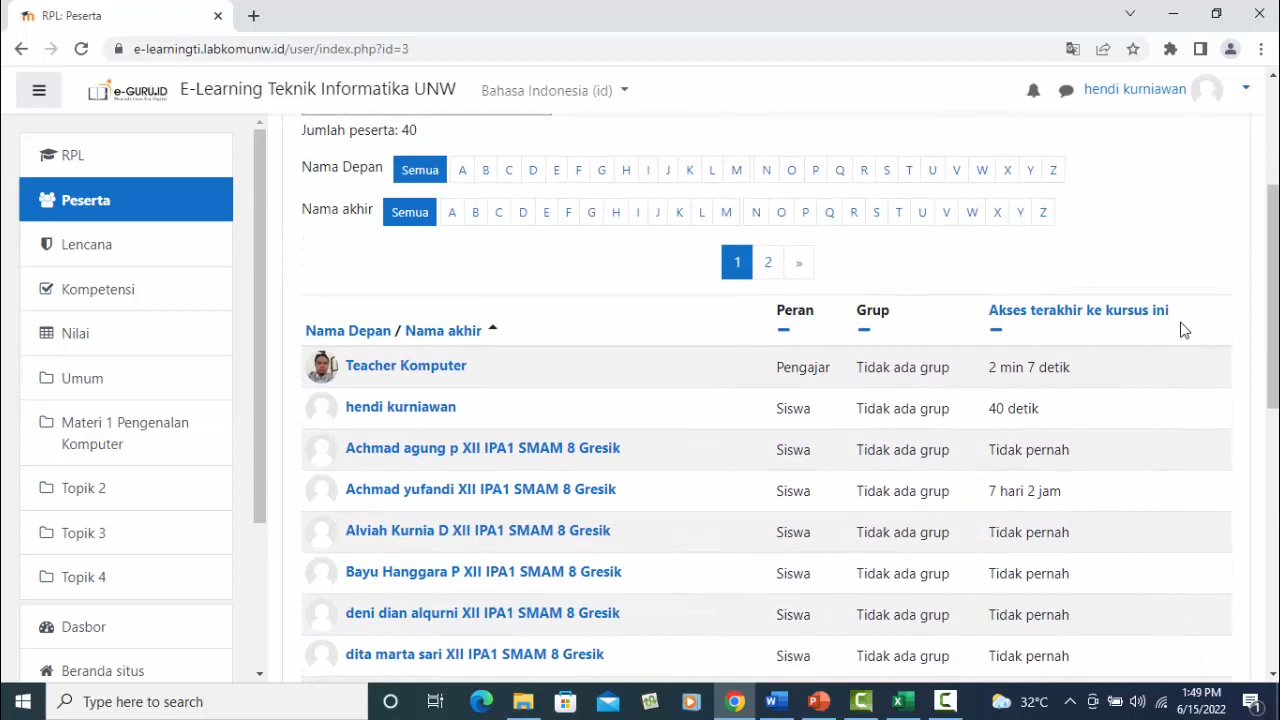 RPL: Peserta
e-learningti.labkomunw.id/user/index.php?id=3
e-GURU.ID E-Learning Teknik Informatika UNW Bahasa Indonesia (id) hendi kurniawan
RPL
Peserta
Lencana
Kompetensi
Nilai
Umum
Materi 1 Pengenalan
Komputer
Topik 2
Topik 3
Topik 4
Dasbor
Beranda situs
Jumlah peserta: 40
Nama Depan Semua A B C D E F G H I J K L M N O P Q R S T U V W X Y Z
Nama akhir Semua A B C D E F G H I J K L M N O P Q R S T U V W X Y Z
1 2 »
Nama Depan / Nama akhir Peran Grup Akses terakhir ke kursus ini
Teacher Komputer Pengajar Tidak ada grup 2 min 7 detik
hendi kurniawan Siswa Tidak ada grup 40 detik
Achmad agung p XII IPA1 SMAM 8 Gresik Siswa Tidak ada grup Tidak pernah
Achmad yufandi XII IPA1 SMAM 8 Gresik Siswa Tidak ada grup 7 hari 2 jam
Alviah Kurnia D XII IPA1 SMAM 8 Gresik Siswa Tidak ada grup Tidak pernah
Bayu Hanggara P XII IPA1 SMAM 8 Gresik Siswa Tidak ada grup Tidak pernah
deni dian alqurni XII IPA1 SMAM 8 Gresik Siswa Tidak ada grup Tidak pernah
dita marta sari XII IPA1 SMAM 8 Gresik Siswa Tidak ada grup Tidak pernah
Type here to search 32°C 1:49 PM
6/15/2022